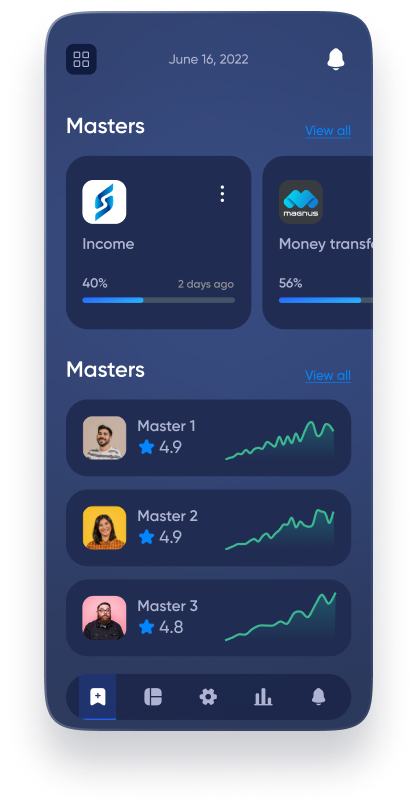 June 16, 2022
Masters
View all
magnus
Income
Money transfe
40%
2 days ago
56%
Masters
View all
Master 1
4.9
Master 2
4.9
Master 3
4.8